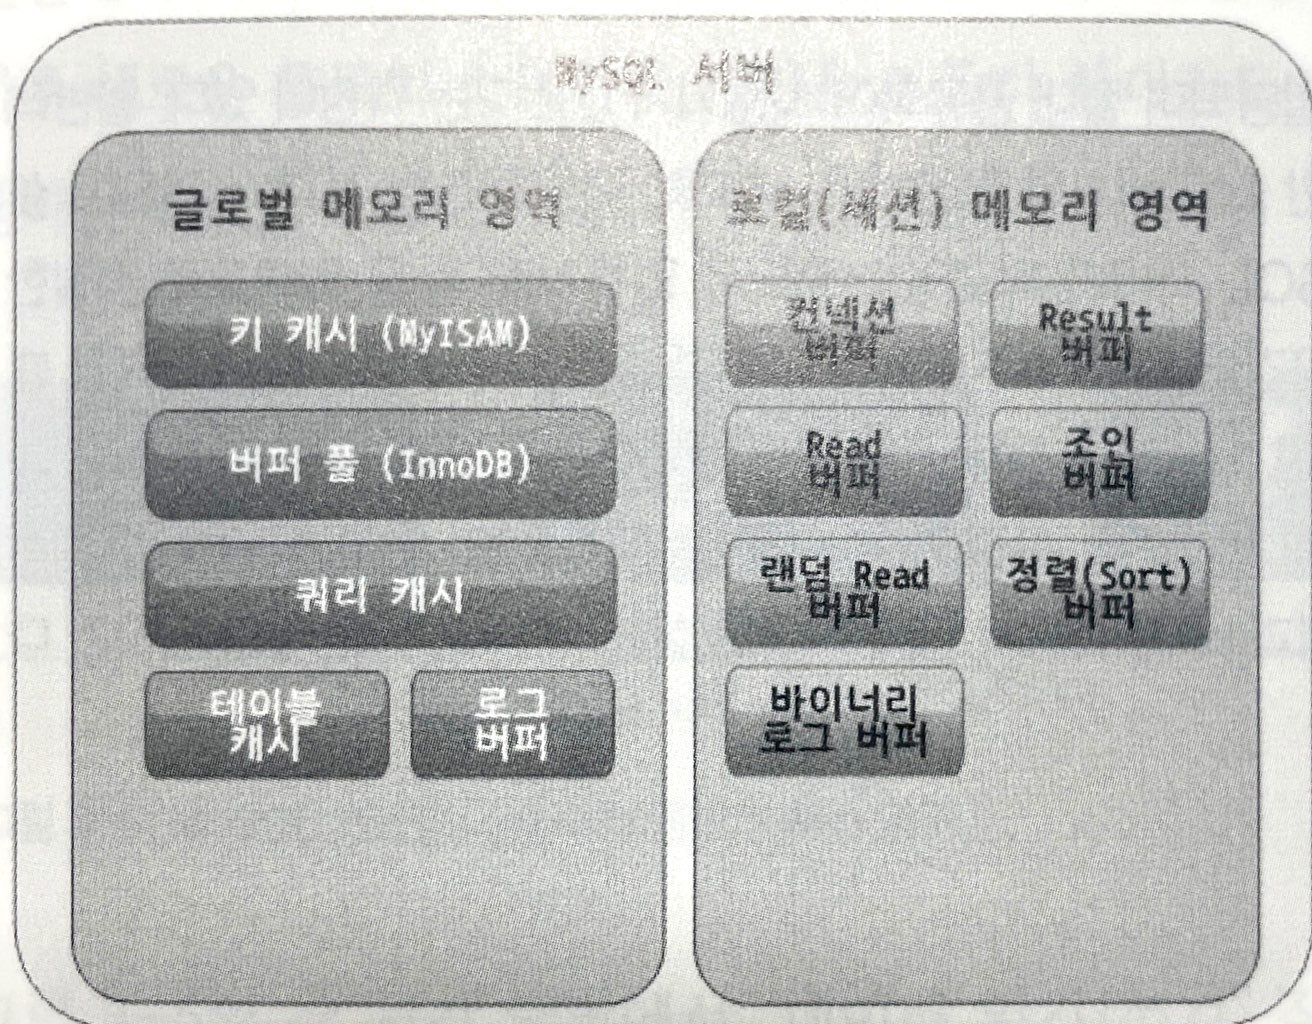 MySQL 서버
글로벌 메모리 영역
키 캐시 (MyISAM)
버퍼 풀 (InnoDB)
쿼리 캐시
테이블
캐시
로그
버퍼
로컬(세션) 메모리 영역
컨넥션
버퍼
Result
버퍼
Read
버퍼
조인
버퍼
랜덤 Read
버퍼
정렬(Sort)
버퍼
바이너리
로그 버퍼